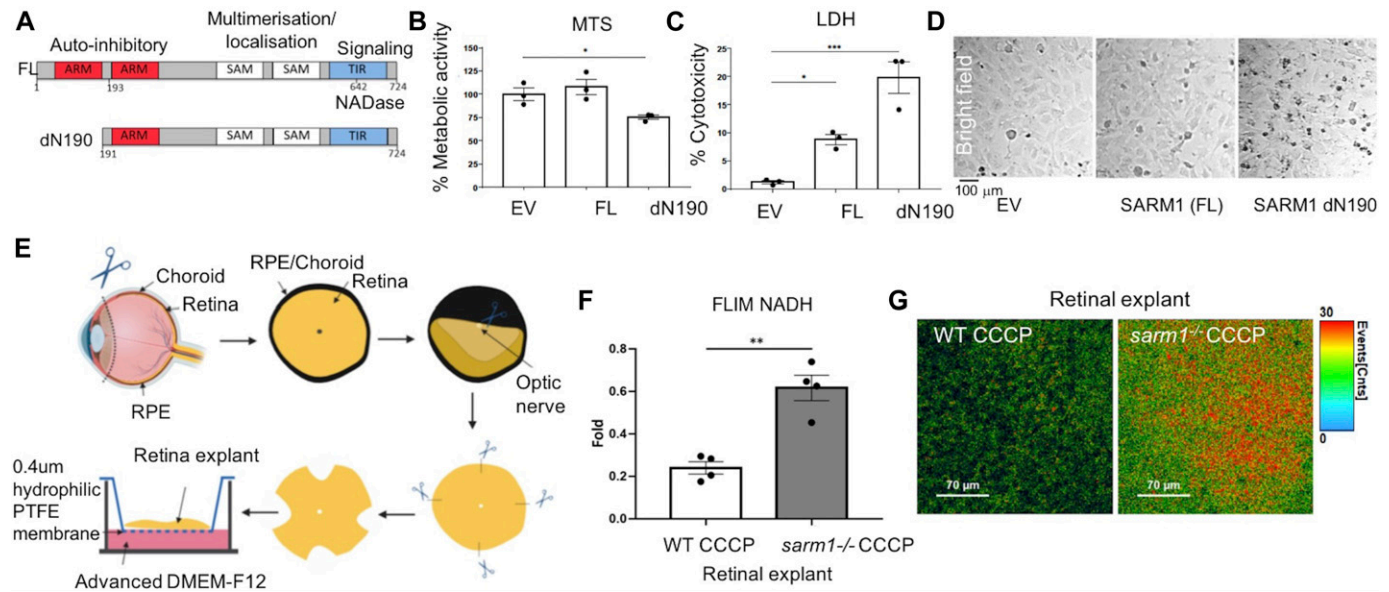 A
Multimerisation/
localisation
Auto-inhibitory
Signaling
FL
ARM
ARM
SAM
SAM
TIR
1
193
642
724
NADase
dN190
ARM
SAM
SAM
TIR
191
724
B
MTS
% Metabolic activity
150
125
100
75
50
25
0
*
EV
FL
dN190
C
LDH
% Cytotoxicity
25
20
15
10
5
0
***
*
EV
FL
dN190
D
Bright field
100 µm
EV
SARM1 (FL)
SARM1 dN190
E
Choroid
Retina
RPE
RPE/Choroid
Retina
Optic
nerve
Retina explant
0.4um
hydrophilic
PTFE
membrane
Advanced DMEM-F12
F
FLIM NADH
Fold
0.8
0.6
0.4
0.2
0.0
**
WT CCCP
sarm1-/- CCCP
Retinal explant
G
Retinal explant
WT CCCP
70 µm
sarm1-/- CCCP
70 µm
30
Events[Cnts]
0